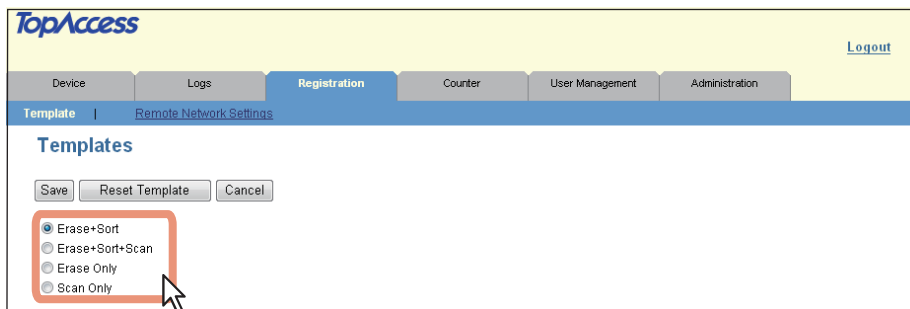 TopAccess
Logout
Device Logs Registration Counter User Management Administration
Template | Remote Network Settings
Templates
Save Reset Template Cancel
Erase+Sort
Erase+Sort+Scan
Erase Only
Scan Only